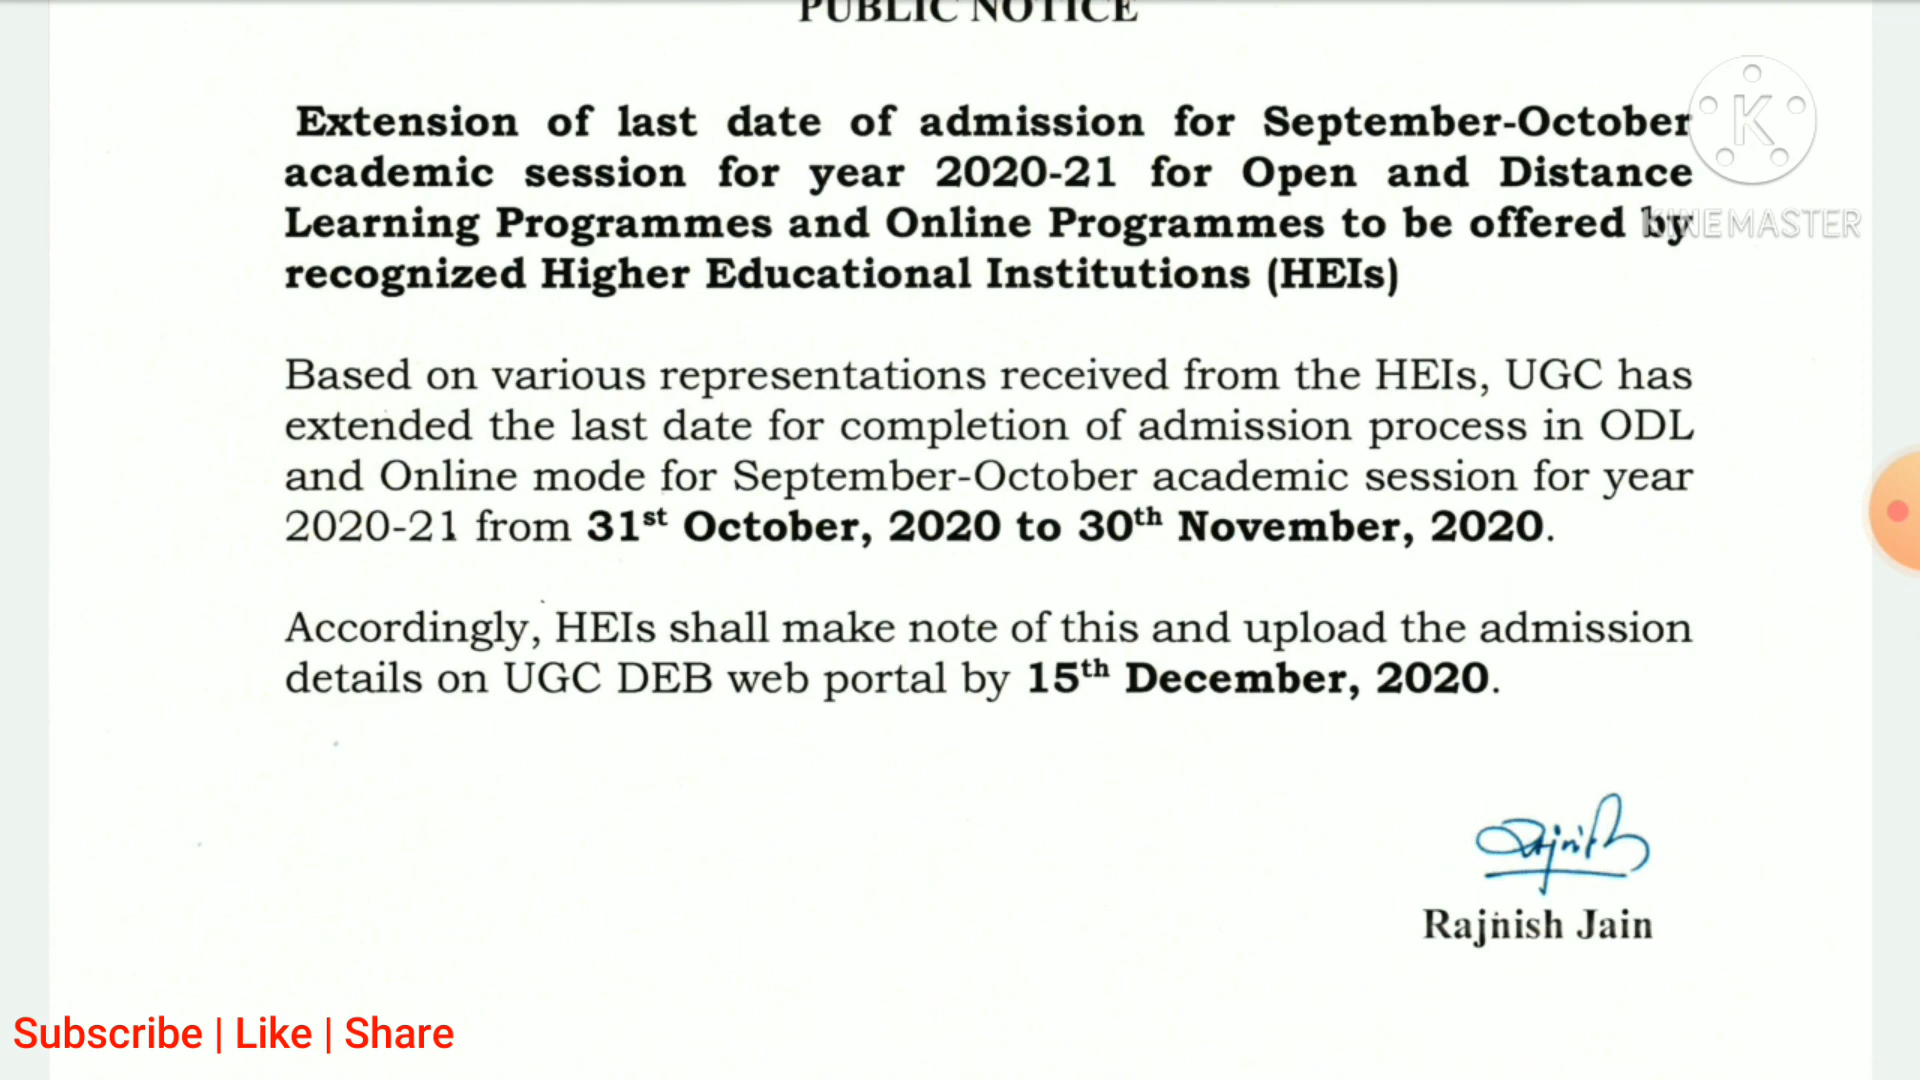 PUBLIC NOTICE
Extension of last date of admission for September-October
academic session for year 2020-21 for Open and Distance
Learning Programmes and Online Programmes to be offered by
recognized Higher Educational Institutions (HEIs)
Based on various representations received from the HEIs, UGC has
extended the last date for completion of admission process in ODL
and Online mode for September-October academic session for year
2020-21 from 31st October, 2020 to 30th November, 2020.
Accordingly, HEIs shall make note of this and upload the admission
details on UGC DEB web portal by 15th December, 2020.
Rajnish
Rajnish Jain
Subscribe | Like | Share
K
KINEMASTER